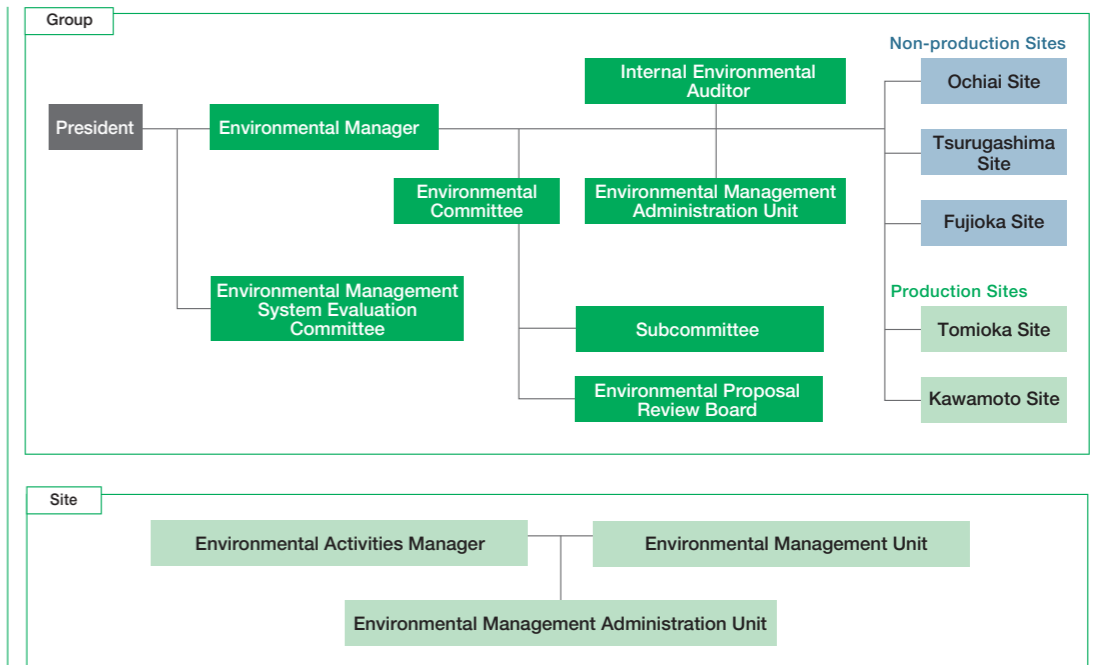 Group
Non-production Sites
Internal Environmental
Auditor
Ochiai Site
President
Environmental Manager
Tsurugashima
Site
Environmental
Committee
Environmental Management
Administration Unit
Fujioka Site
Environmental Management
System Evaluation
Committee
Production Sites
Subcommittee
Tomioka Site
Environmental Proposal
Review Board
Kawamoto Site
Site
Environmental Activities Manager
Environmental Management Unit
Environmental Management Administration Unit